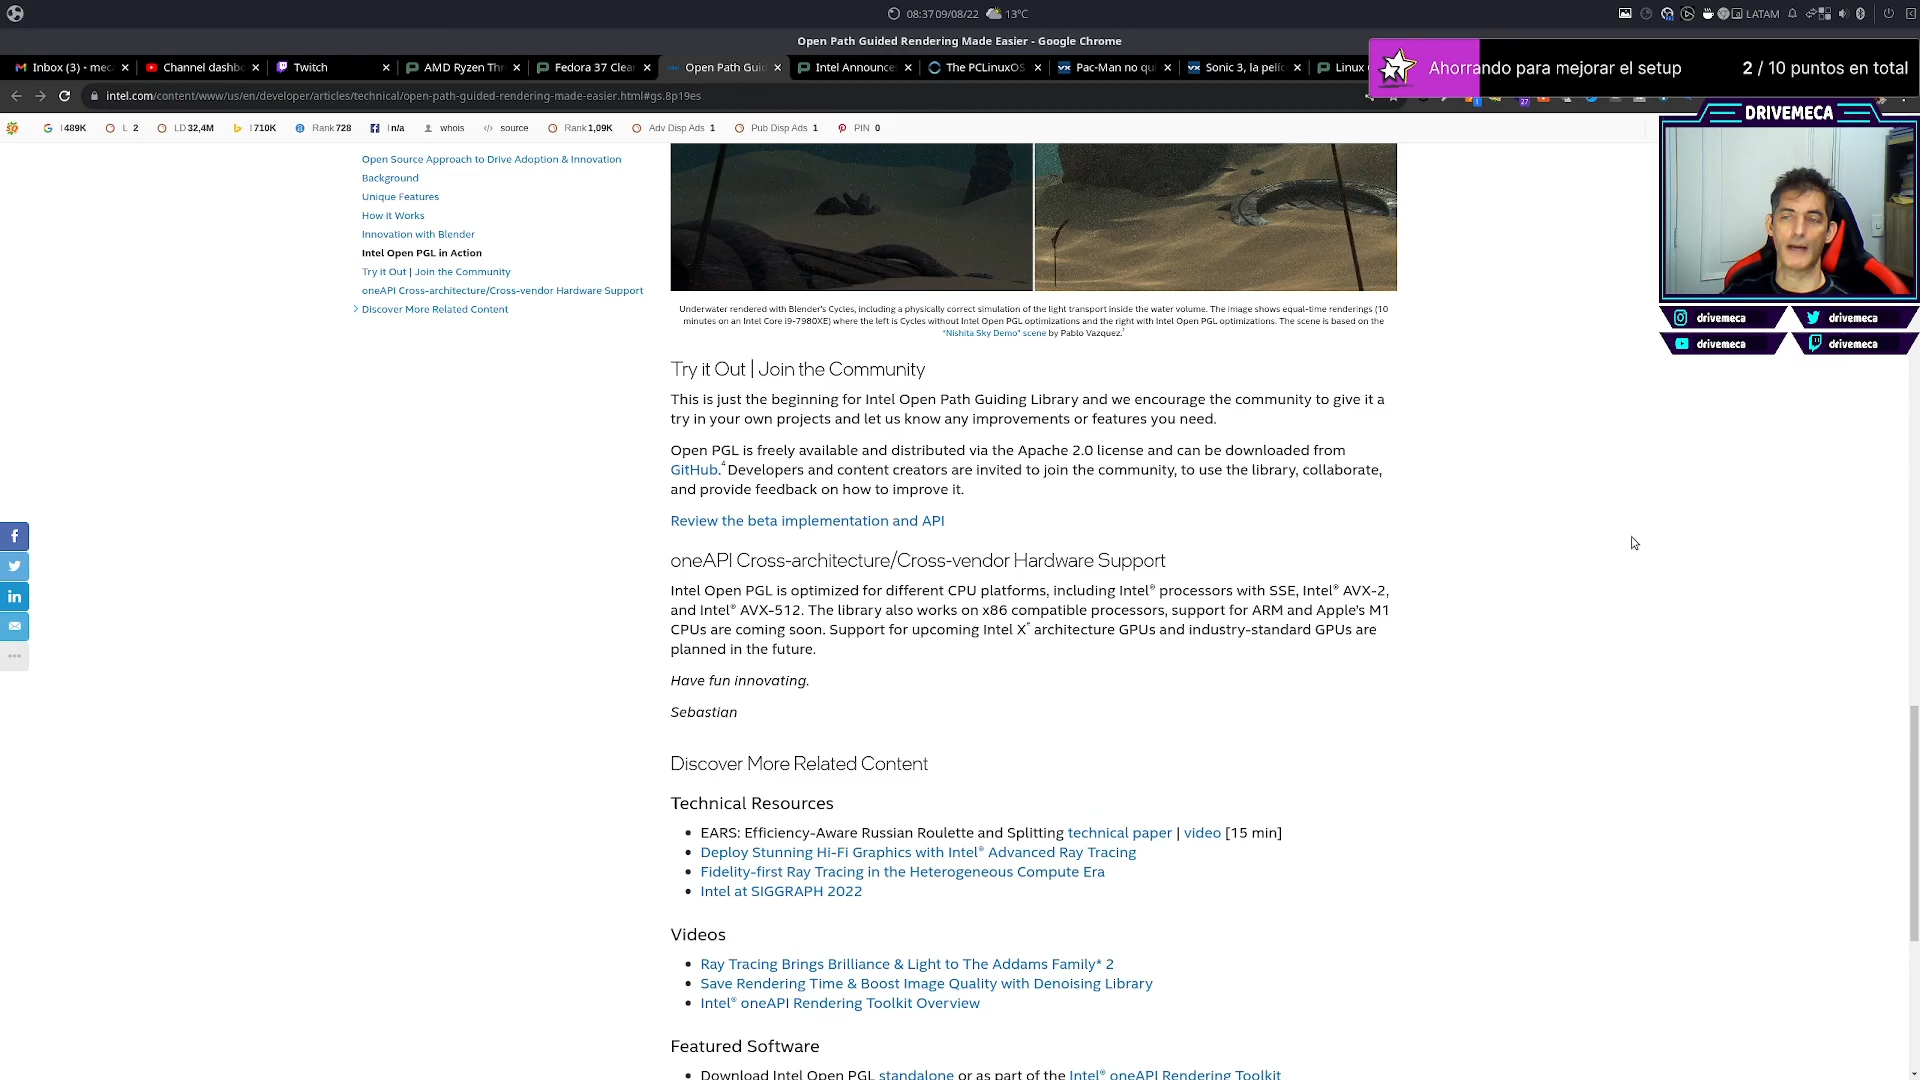 08:37 09/08/22 13°C
LATAM
Open Path Guided Rendering Made Easier - Google Chrome
Inbox (3) - mec
Channel dashbo
Twitch
AMD Ryzen Thr
Fedora 37 Clea
Open Path Guid
Intel Announce
The PCLinuxOS
Pac-Man no qu
Sonic 3, la pelíc
Linux
Ahorrando para mejorar el setup
2 / 10 puntos en total
intel.com/content/www/us/en/developer/articles/technical/open-path-guided-rendering-made-easier.html#gs.8p19es
I 489K
L 2
LD 32,4M
I 710K
Rank 728
I n/a
whois
source
Rank 1,09K
Adv Disp Ads 1
Pub Disp Ads 1
PIN 0
DRIVEMECA
drivemeca
drivemeca
drivemeca
drivemeca
Open Source Approach to Drive Adoption & Innovation
Background
Unique Features
How it Works
Innovation with Blender
Intel Open PGL in Action
Try it Out | Join the Community
oneAPI Cross-architecture/Cross-vendor Hardware Support
Discover More Related Content
Underwater rendered with Blender's Cycles, including a physically correct simulation of the light transport inside the water volume. The image shows equal-time renderings (10
minutes on an Intel Core i9-7980XE) where the left is Cycles without Intel Open PGL optimizations and the right with Intel Open PGL optimizations. The scene is based on the
"Nishita Sky Demo" scene by Pablo Vazquez.
Try it Out | Join the Community
This is just the beginning for Intel Open Path Guiding Library and we encourage the community to give it a
try in your own projects and let us know any improvements or features you need.
Open PGL is freely available and distributed via the Apache 2.0 license and can be downloaded from
GitHub.4 Developers and content creators are invited to join the community, to use the library, collaborate,
and provide feedback on how to improve it.
Review the beta implementation and API
oneAPI Cross-architecture/Cross-vendor Hardware Support
Intel Open PGL is optimized for different CPU platforms, including Intel® processors with SSE, Intel® AVX-2,
and Intel® AVX-512. The library also works on x86 compatible processors, support for ARM and Apple's M1
CPUs are coming soon. Support for upcoming Intel Xe architecture GPUs and industry-standard GPUs are
planned in the future.
Have fun innovating.
Sebastian
Discover More Related Content
Technical Resources
EARS: Efficiency-Aware Russian Roulette and Splitting technical paper | video [15 min]
Deploy Stunning Hi-Fi Graphics with Intel® Advanced Ray Tracing
Fidelity-first Ray Tracing in the Heterogeneous Compute Era
Intel at SIGGRAPH 2022
Videos
Ray Tracing Brings Brilliance & Light to The Addams Family* 2
Save Rendering Time & Boost Image Quality with Denoising Library
Intel® oneAPI Rendering Toolkit Overview
Featured Software
Download Intel Open PGL standalone or as part of the Intel® oneAPI Rendering Toolkit